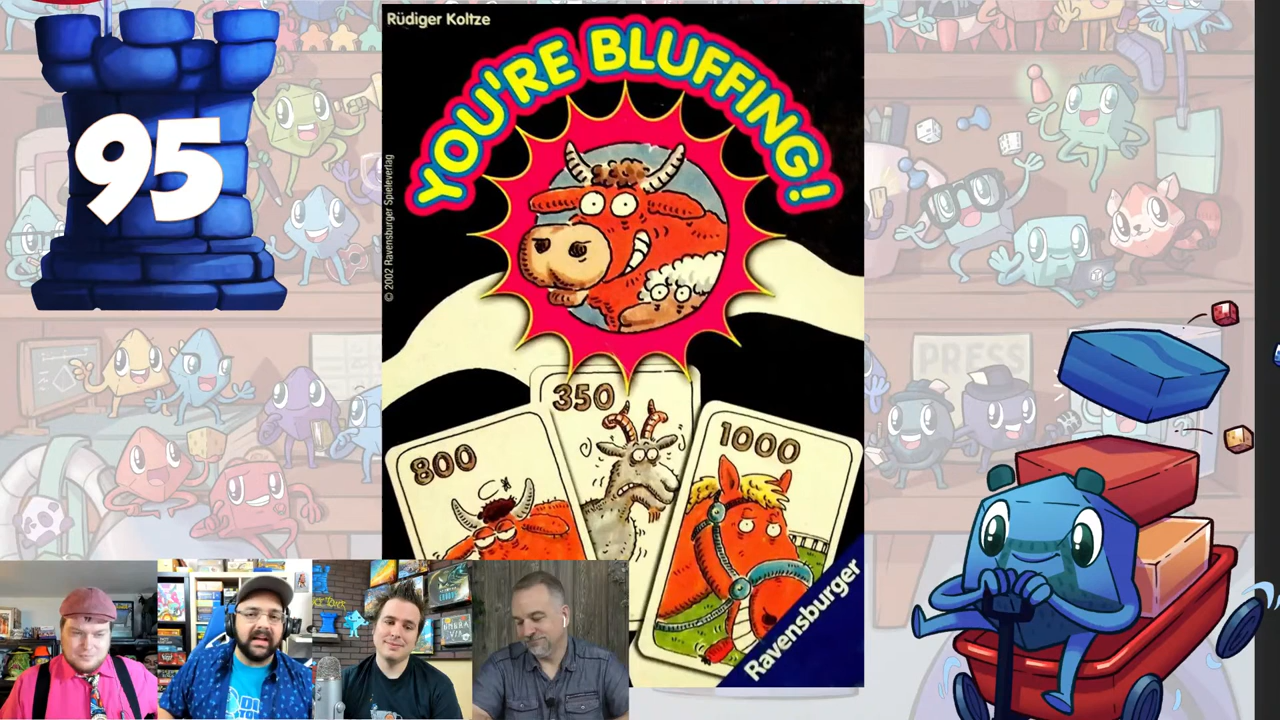 95
Rüdiger Koltze
YOU'RE BLUFFING!
© 2002 Ravensburger Spieleverlag
350
800
1000
Ravensburger
PRESS